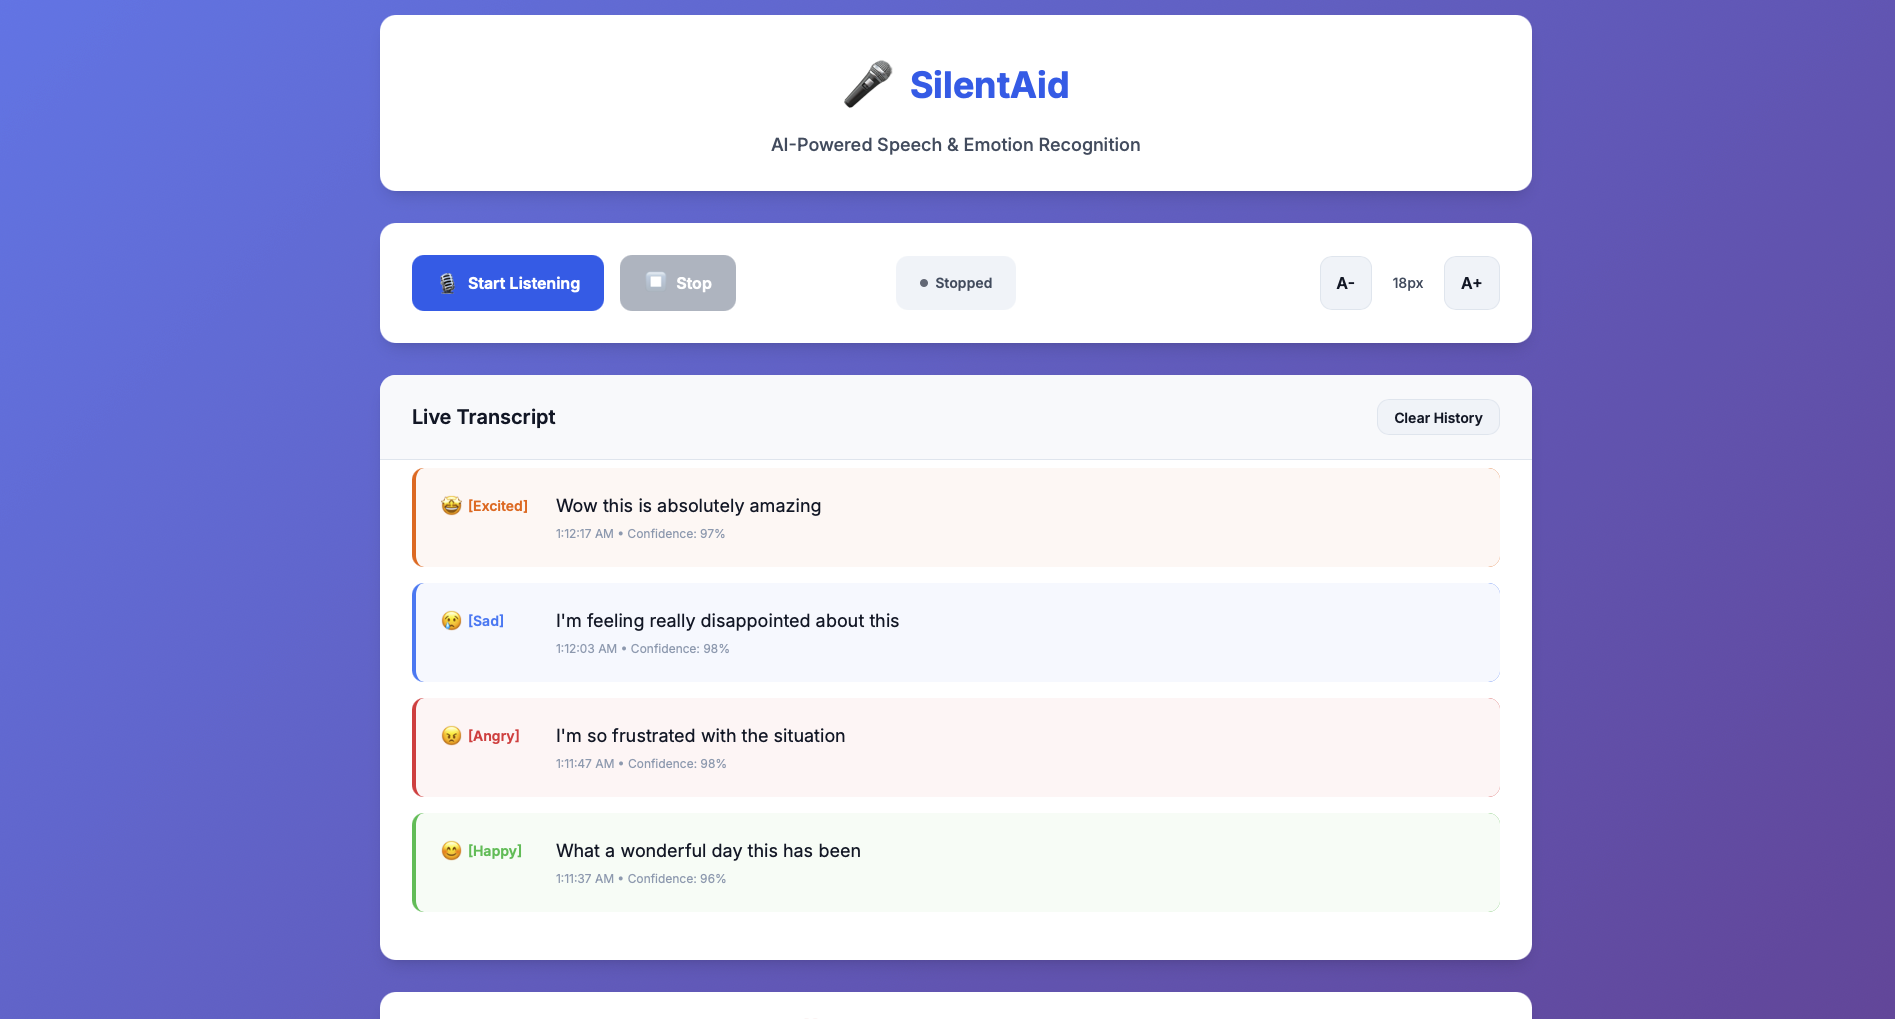 SilentAid
AI-Powered Speech & Emotion Recognition
Start Listening
Stop
Stopped
A-
18px
A+
Live Transcript
Clear History
[Excited] Wow this is absolutely amazing
1:12:17 AM • Confidence: 97%
[Sad] I'm feeling really disappointed about this
1:12:03 AM • Confidence: 98%
[Angry] I'm so frustrated with the situation
1:11:47 AM • Confidence: 98%
[Happy] What a wonderful day this has been
1:11:37 AM • Confidence: 96%